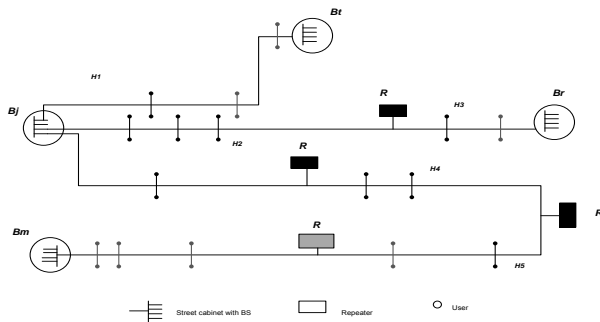 Bt
H1
Bj
R
H3
Br
H2
R
H4
R
Bm
R
H5
Street cabinet with BS
Repeater
User